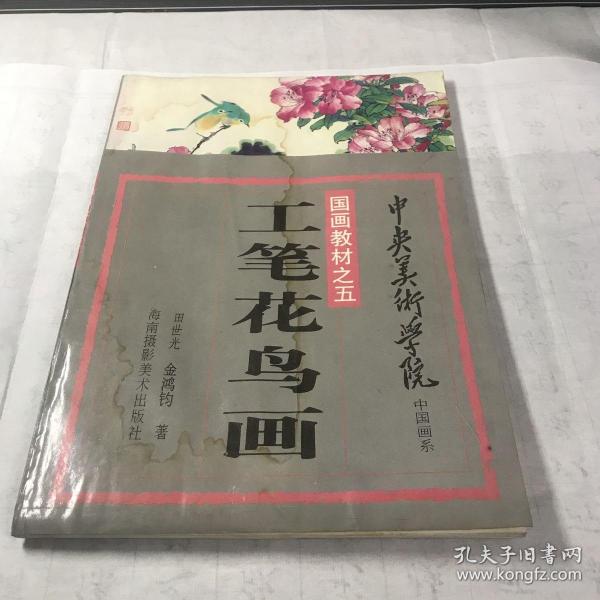 中央美術学院
中国画系
国画教材之五
工笔花鸟画
田世光
金鸿钧 著
海南摄影美术出版社
孔夫子旧书网
www.kongfz.com